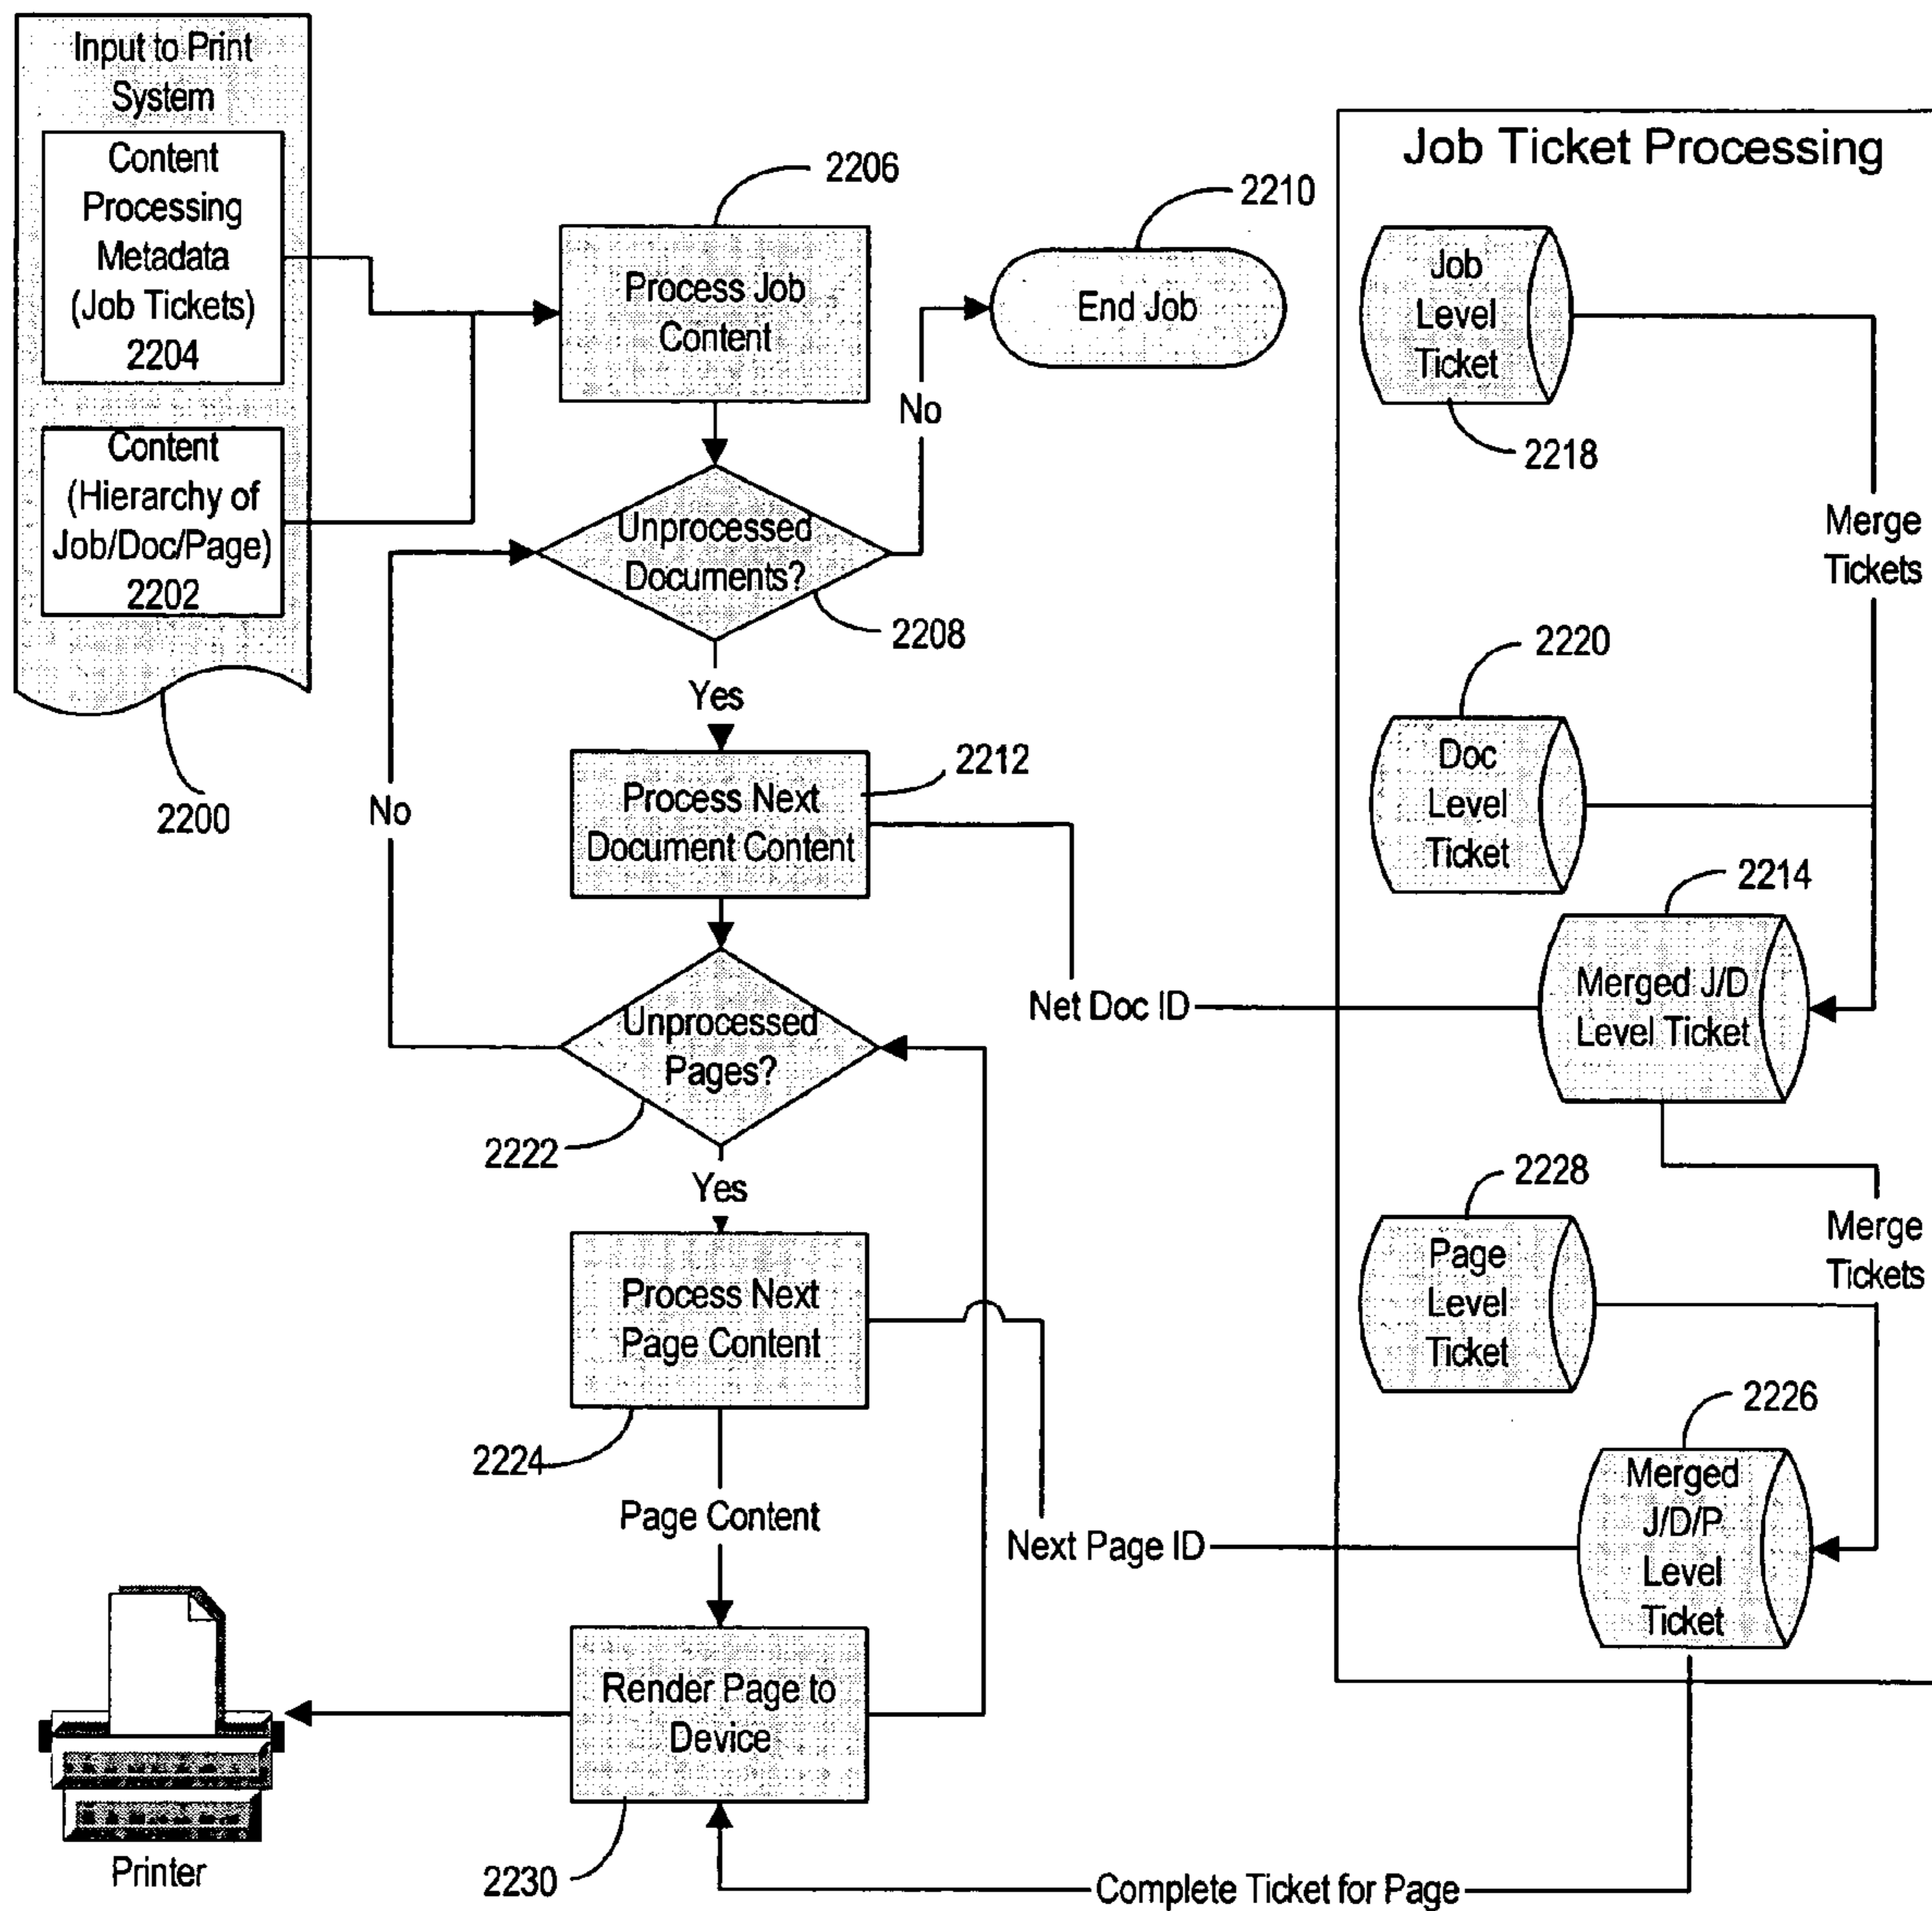 Input to Print
System
Content
Processing
Metadata
(Job Tickets)
2204
Content
(Hierarchy of
Job/Doc/Page)
2202
2200
2206
Process Job
Content
2210
End Job
No
Unprocessed
Documents?
2208
Yes
2212
Process Next
Document Content
No
Net Doc ID
Unprocessed
Pages?
2222
Yes
Process Next
Page Content
2224
Page Content
Next Page ID
Render Page to
Device
2230
Printer
Complete Ticket for Page
Job Ticket Processing
Job
Level
Ticket
2218
Merge
Tickets
2220
Doc
Level
Ticket
2214
Merged J/D
Level Ticket
2228
Page
Level
Ticket
Merge
Tickets
2226
Merged
J/D/P
Level
Ticket